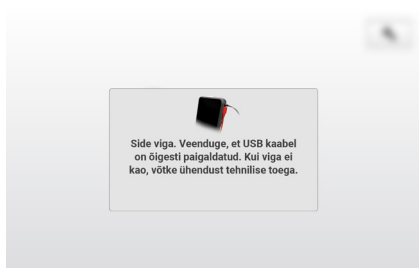 Side viga. Veenduge, et USB kaabel
on õigesti paigaldatud. Kui viga ei
kao, võtke ühendust tehnilise toega.